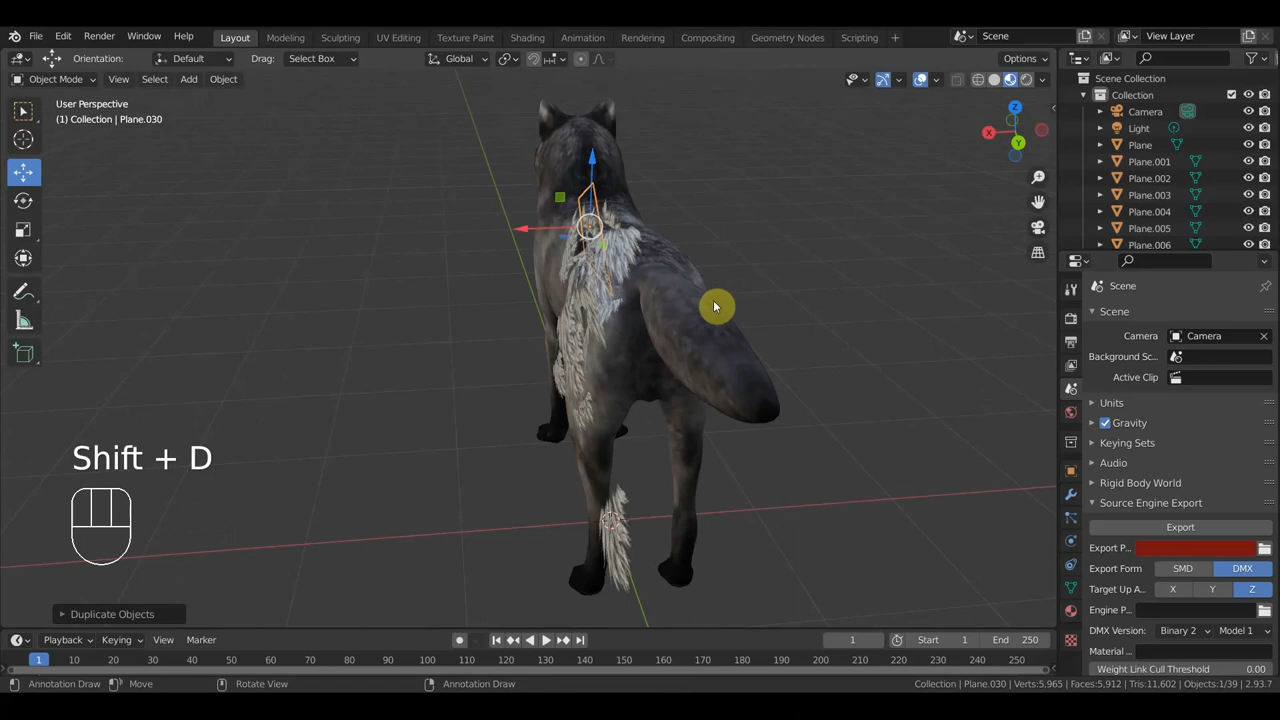 File Edit Render Window Help Layout Modeling Sculpting UV Editing Texture Paint Shading Animation Rendering Compositing Geometry Nodes Scripting + Scene View Layer
Orientation: Default Drag: Select Box Global Options
Object Mode View Select Add Object
User Perspective
(1) Collection | Plane.030
Z
X
Y
Scene Collection
Collection
Camera
Light
Plane
Plane.001
Plane.002
Plane.003
Plane.004
Plane.005
Plane.006
Scene
Scene
Camera Camera
Background Sc...
Active Clip
Units
Gravity
Keying Sets
Audio
Rigid Body World
Custom Properties
Source Engine Export
Export
Export P...
Export Form SMD DMX
Target Up A... X Y Z
Engine P...
DMX Version: Binary 2 Model 1
Material ...
Weight Link Cull Threshold 0.00
Shift + D
Duplicate Objects
Playback Keying View Marker 1 Start 1 End 250
1 10 20 30 40 50 60 70 80 90 100 110 120 130 140 150 160 170 180 190 200 210 220 230 240 250
Annotation Draw Move Rotate View Annotation Draw Collection | Plane.030 | Verts:5,965 | Faces:5,912 | Tris:11,602 | Objects:1/39 | 2.93.7